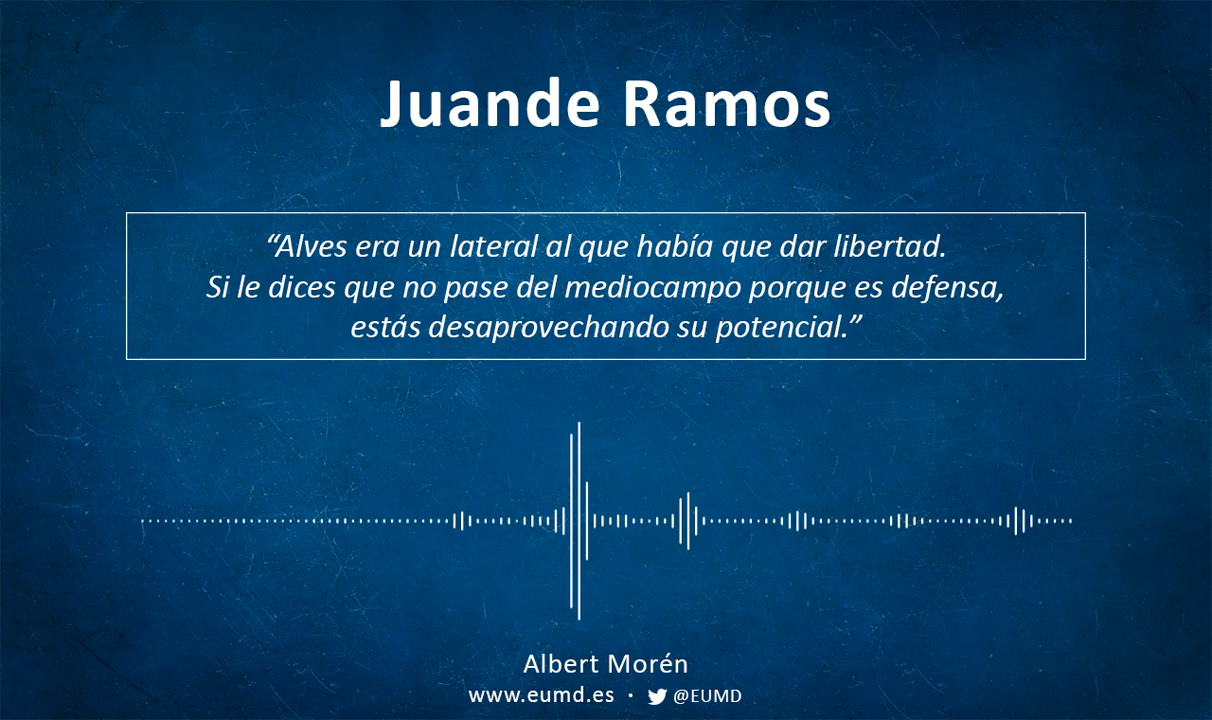 Juande Ramos
“Alves era un lateral al que había que dar libertad.
Si le dices que no pase del mediocampo porque es defensa,
estás desaprovechando su potencial.”
Albert Morén
www.eumd.es · @EUMD